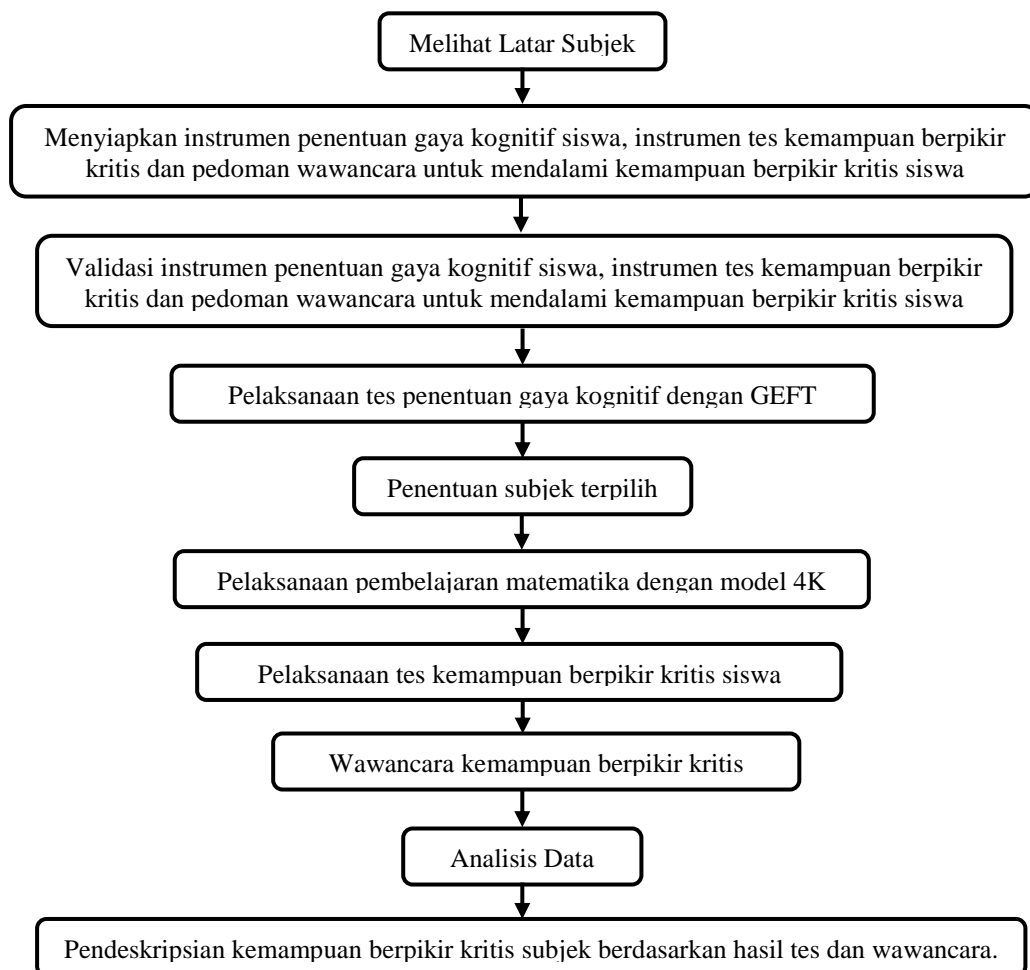 Melihat Latar Subjek
Menyiapkan instrumen penentuan gaya kognitif siswa, instrumen tes kemampuan berpikir
kritis dan pedoman wawancara untuk mendalami kemampuan berpikir kritis siswa
Validasi instrumen penentuan gaya kognitif siswa, instrumen tes kemampuan berpikir
kritis dan pedoman wawancara untuk mendalami kemampuan berpikir kritis siswa
Pelaksanaan tes penentuan gaya kognitif dengan GEFT
Penentuan subjek terpilih
Pelaksanaan pembelajaran matematika dengan model 4K
Pelaksanaan tes kemampuan berpikir kritis siswa
Wawancara kemampuan berpikir kritis
Analisis Data
Pendeskripsian kemampuan berpikir kritis subjek berdasarkan hasil tes dan wawancara.